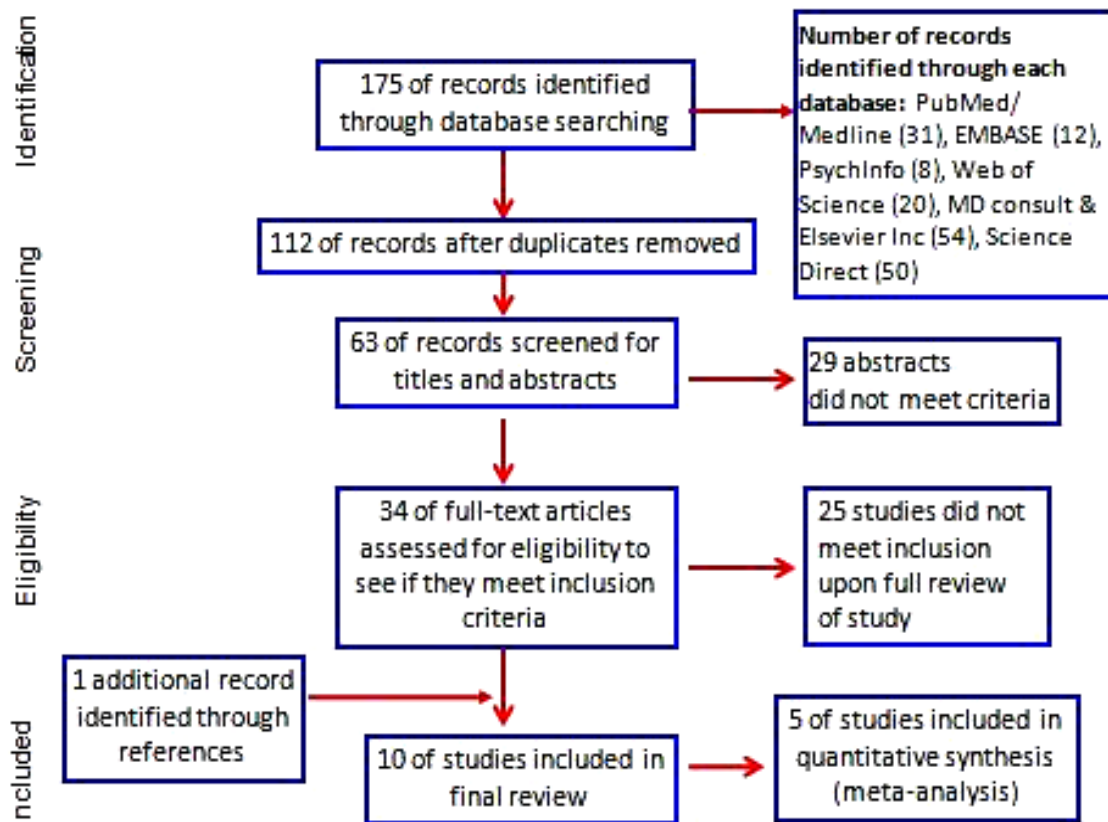 Identification
175 of records identified
through database searching
Number of records
identified through each
database: PubMed/
Medline (31), EMBASE (12),
PsychInfo (8), Web of
Science (20), MD consult &
Elsevier Inc (54), Science
Direct (50)
Screening
112 of records after duplicates removed
63 of records screened for
titles and abstracts
29 abstracts
did not meet criteria
Eligibility
34 of full-text articles
assessed for eligibility to
see if they meet inclusion
criteria
25 studies did not
meet inclusion
upon full review
of study
1 additional record
identified through
references
ncluded
10 of studies included in
final review
5 of studies included in
quantitative synthesis
(meta-analysis)